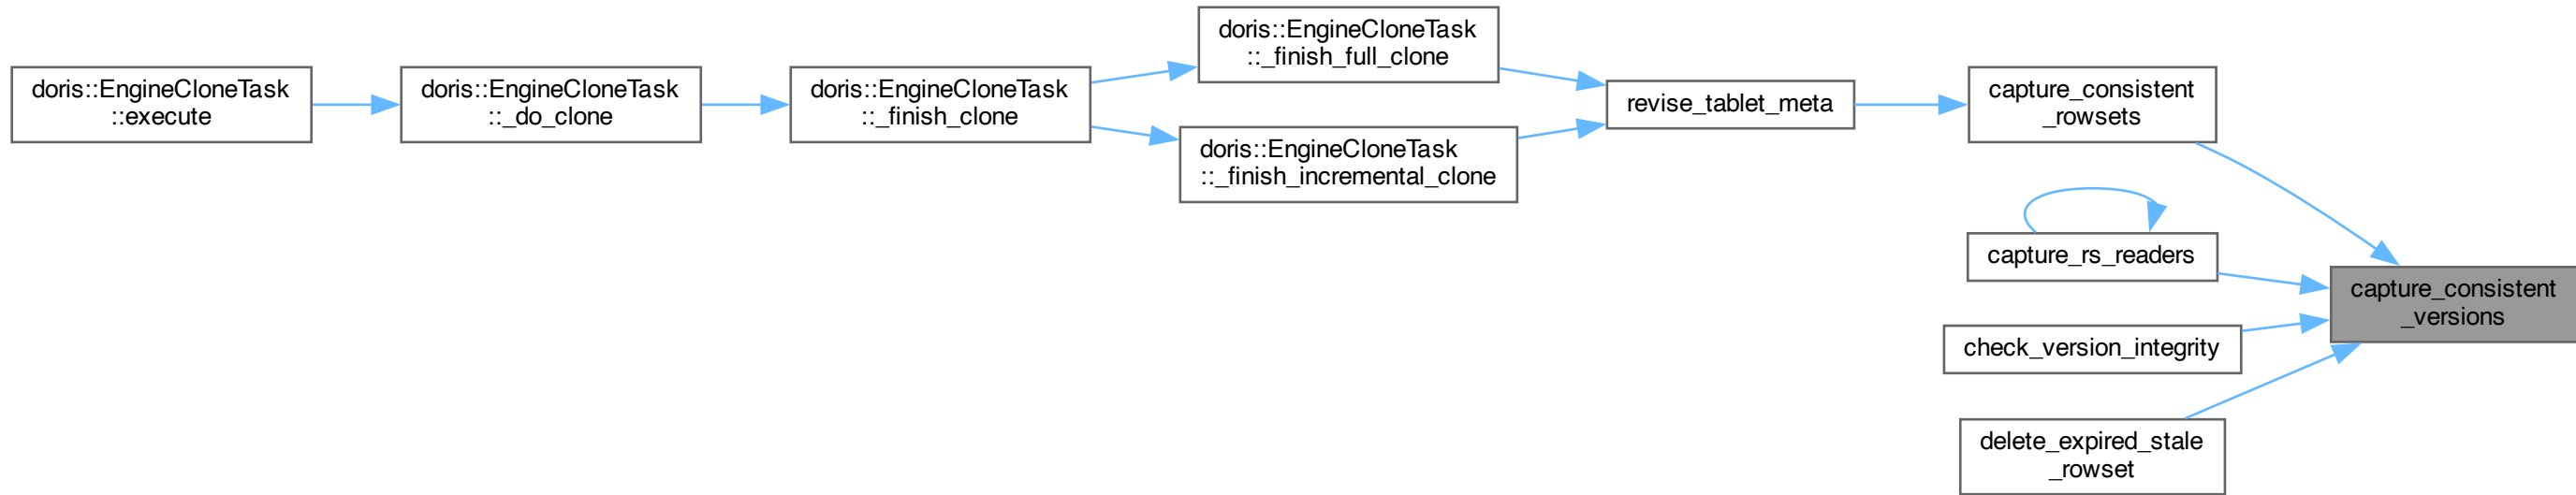 doris::EngineCloneTask
::execute
doris::EngineCloneTask
::_do_clone
doris::EngineCloneTask
::_finish_clone
doris::EngineCloneTask
::_finish_full_clone
doris::EngineCloneTask
::_finish_incremental_clone
revise_tablet_meta
capture_consistent
_rowsets
capture_rs_readers
check_version_integrity
delete_expired_stale
_rowset
capture_consistent
_versions